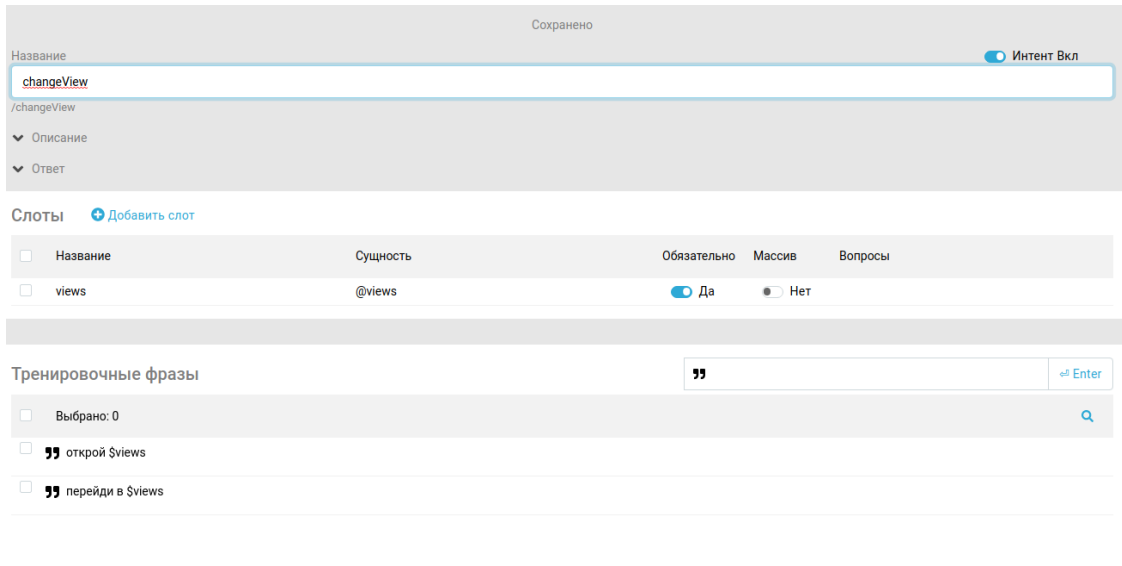 Сохранено
Название
Интент Вкл
changeView
/changeView
Описание
Ответ
Слоты Добавить слот
Название Сущность Обязательно Массив Вопросы
views @views Да Нет
Тренировочные фразы Enter
Выбрано: 0
открой $views
перейди в $views